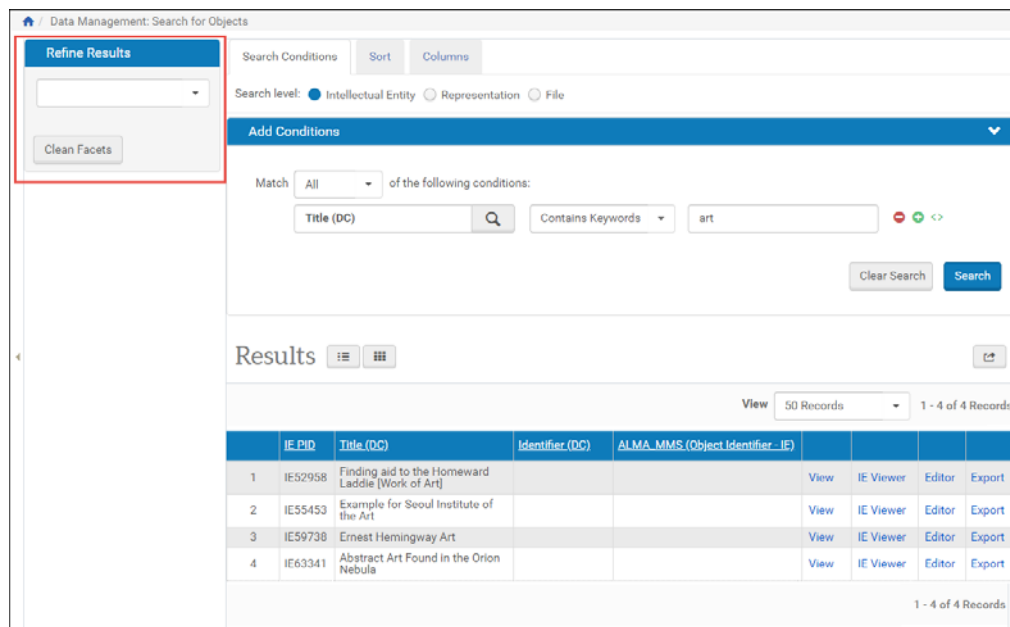 / Data Management: Search for Objects
Refine Results
Clean Facets
Search Conditions Sort Columns
Search level: Intellectual Entity Representation File
Add Conditions
Match All of the following conditions:
Title (DC) Contains Keywords art
Clear Search Search
Results
View 50 Records 1 - 4 of 4 Records
IE PID Title (DC) Identifier (DC) ALMA_MMS (Object Identifier - IE)
1 IE52958 Finding aid to the Homeward
Laddie [Work of Art] View IE Viewer Editor Export
2 IE55453 Example for Seoul Institute of
the Art View IE Viewer Editor Export
3 IE59738 Ernest Hemingway Art View IE Viewer Editor Export
4 IE63341 Abstract Art Found in the Orion
Nebula View IE Viewer Editor Export
1 - 4 of 4 Records